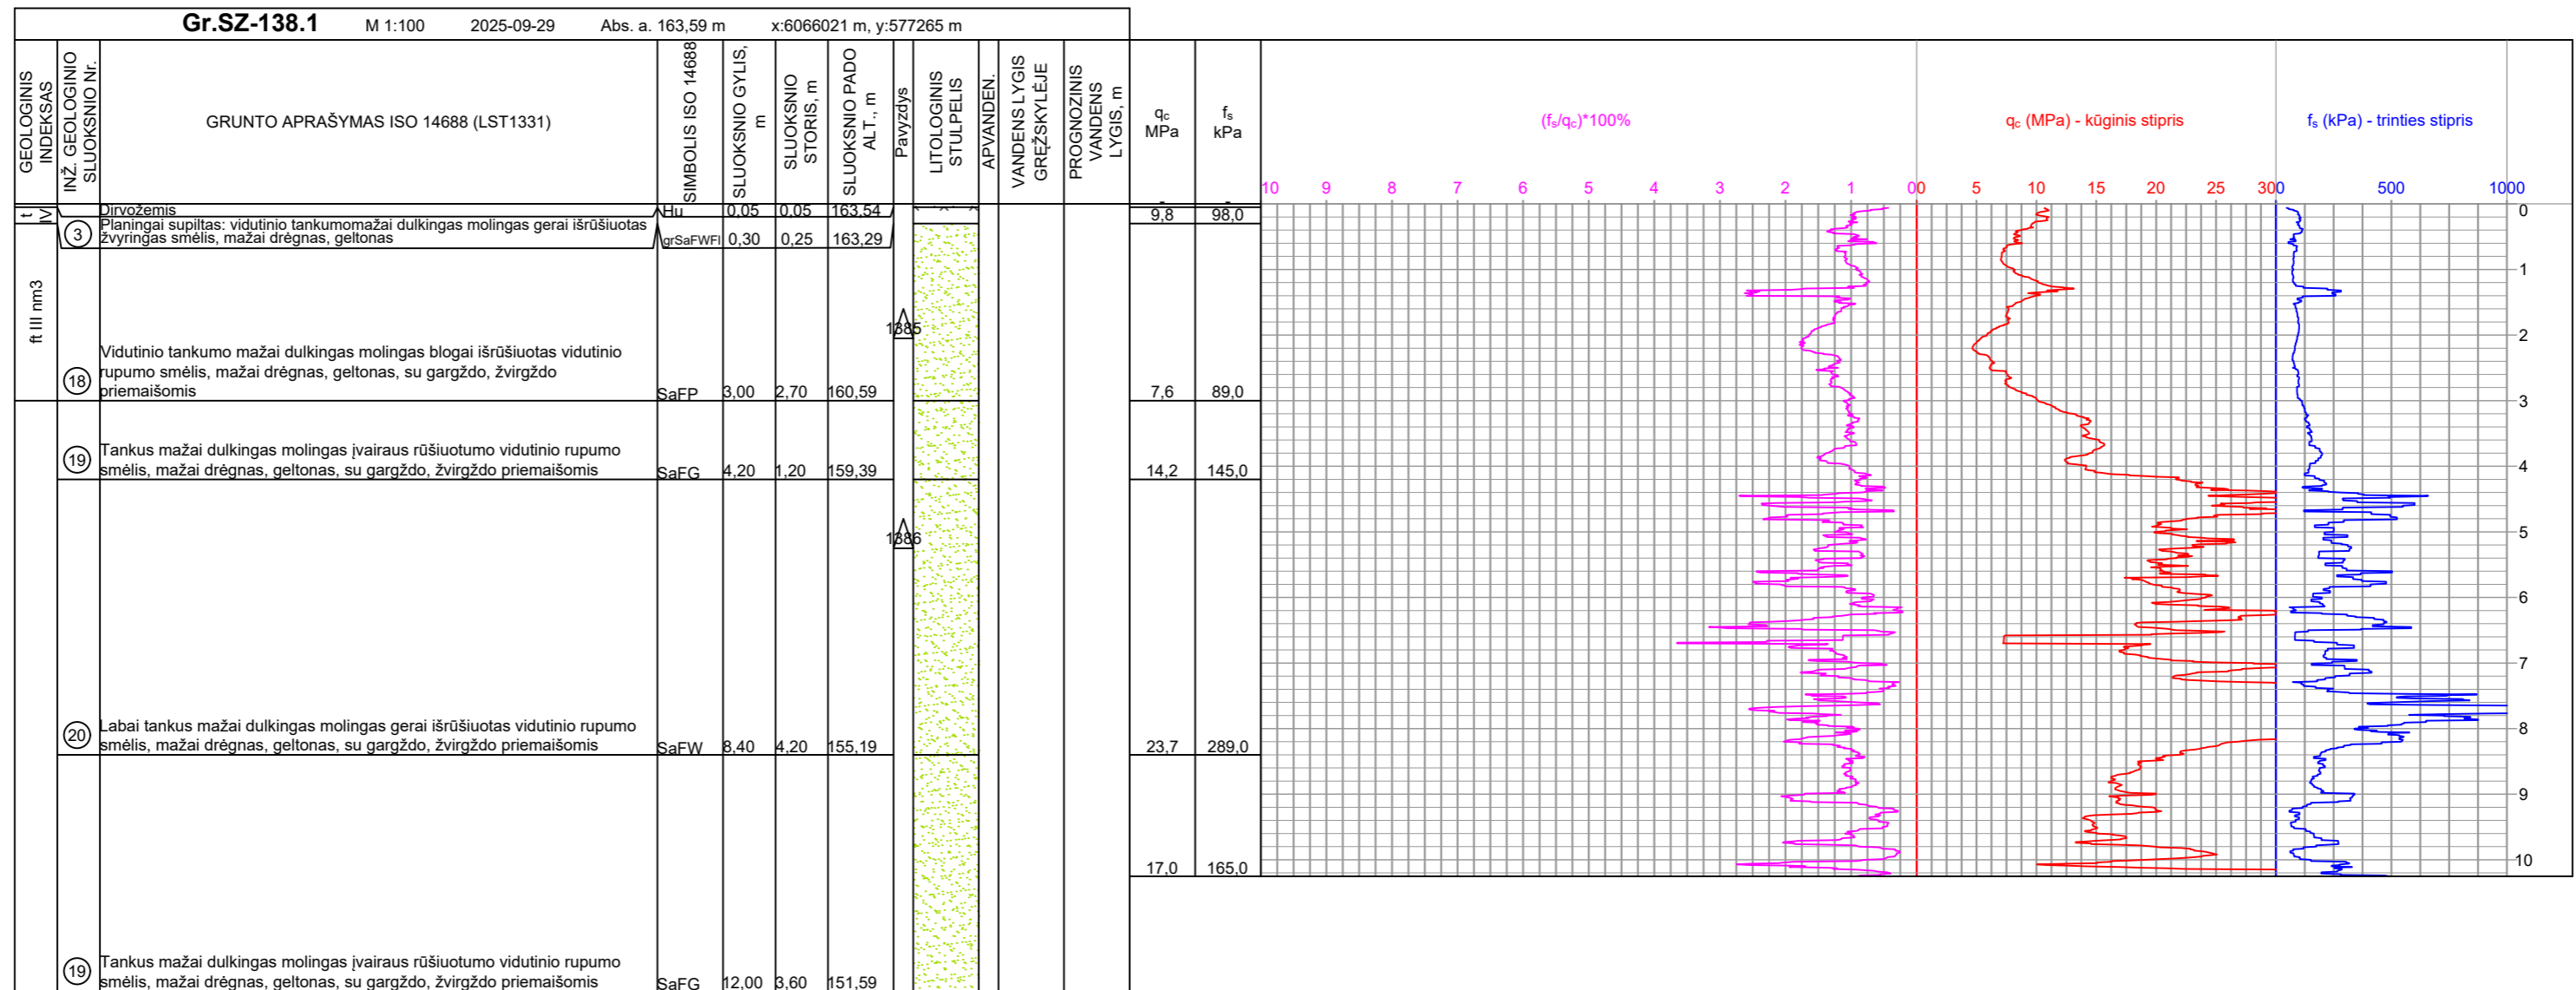 Gr.SZ-138.1 M 1:100 2025-09-29 Abs. a. 163,59 m x:6066021 m, y:577265 m
GEOLOGINIS
INDEKSAS
INŽ. GEOLOGINIO
SLUOKSNIO Nr.
GRUNTO APRAŠYMAS ISO 14688 (LST1331)
SIMBOLIS ISO 14688
SLUOKSNIO GYLIS,
m
SLUOKSNIO
STORIS, m
SLUOKSNIO PADO
ALT., m
Pavyzdys
LITOLOGINIS
STULPELIS
APVANDEN.
VANDENS LYGIS
GRĘŽSKYLĖJE
PROGNOZINIS
VANDENS
LYGIS, m
qc
MPa
fs
kPa
(fs/qc)*100%
qc (MPa) - kūginis stipris
fs (kPa) - trinties stipris
10 9 8 7 6 5 4 3 2 1 0
0 5 10 15 20 25 30
0 500 1000
- -
t IV
Dirvožemis Hu 0,05 0,05 163,54
3 Planingai supiltas: vidutinio tankumomažai dulkingas molingas gerai išrūšiuotas
žvyringas smėlis, mažai drėgnas, geltonas grSaFWFI 0,30 0,25 163,29 9,8 98,0
ft III nm3
1385
Vidutinio tankumo mažai dulkingas molingas blogai išrūšiuotas vidutinio
18 rupumo smėlis, mažai drėgnas, geltonas, su gargždo, žvirgždo
priemaišomis SaFP 3,00 2,70 160,59 7,6 89,0
19 Tankus mažai dulkingas molingas įvairaus rūšiuotumo vidutinio rupumo
smėlis, mažai drėgnas, geltonas, su gargždo, žvirgždo priemaišomis SaFG 4,20 1,20 159,39 14,2 145,0
1386
20 Labai tankus mažai dulkingas molingas gerai išrūšiuotas vidutinio rupumo
smėlis, mažai drėgnas, geltonas, su gargždo, žvirgždo priemaišomis SaFW 8,40 4,20 155,19 23,7 289,0
17,0 165,0
19 Tankus mažai dulkingas molingas įvairaus rūšiuotumo vidutinio rupumo
smėlis, mažai drėgnas, geltonas, su gargždo, žvirgždo priemaišomis SaFG 12,00 3,60 151,59
0
1
2
3
4
5
6
7
8
9
10